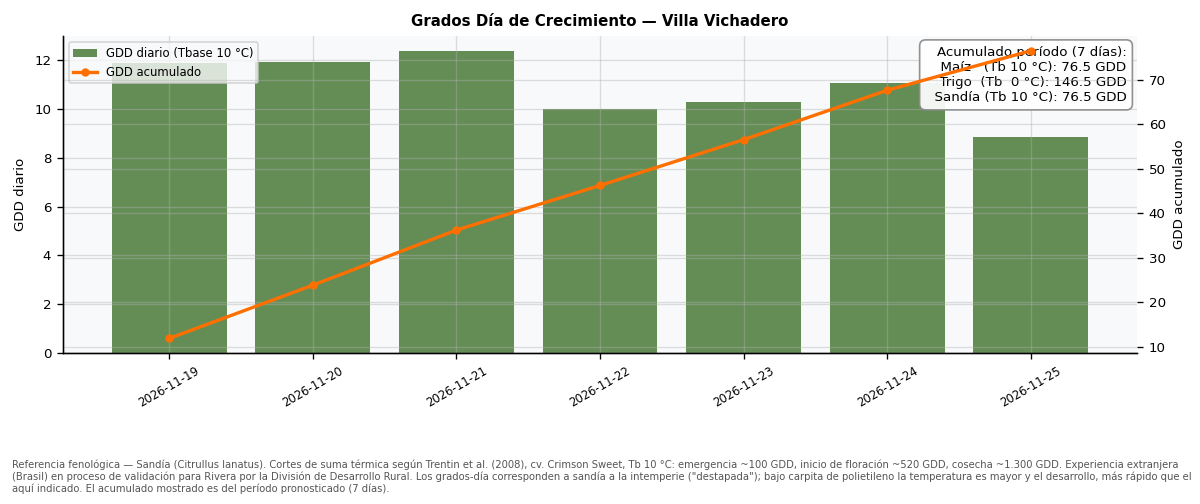 Grados Día de Crecimiento — Villa Vichadero
GDD diario (Tbase 10 °C)
GDD acumulado
Acumulado período (7 días):
Maíz (Tb 10 °C): 76.5 GDD
Trigo (Tb 0 °C): 146.5 GDD
Sandía (Tb 10 °C): 76.5 GDD
GDD diario
12
10
8
6
4
2
0
70
60
50
40
30
20
10
GDD acumulado
2026-11-19
2026-11-20
2026-11-21
2026-11-22
2026-11-23
2026-11-24
2026-11-25
Referencia fenológica — Sandía (Citrullus lanatus). Cortes de suma térmica según Trentin et al. (2008), cv. Crimson Sweet, Tb 10 °C: emergencia ~100 GDD, inicio de floración ~520 GDD, cosecha ~1.300 GDD. Experiencia extranjera
(Brasil) en proceso de validación para Rivera por la División de Desarrollo Rural. Los grados-día corresponden a sandía a la intemperie ("destapada"); bajo carpita de polietileno la temperatura es mayor y el desarrollo, más rápido que el
aquí indicado. El acumulado mostrado es del período pronosticado (7 días).